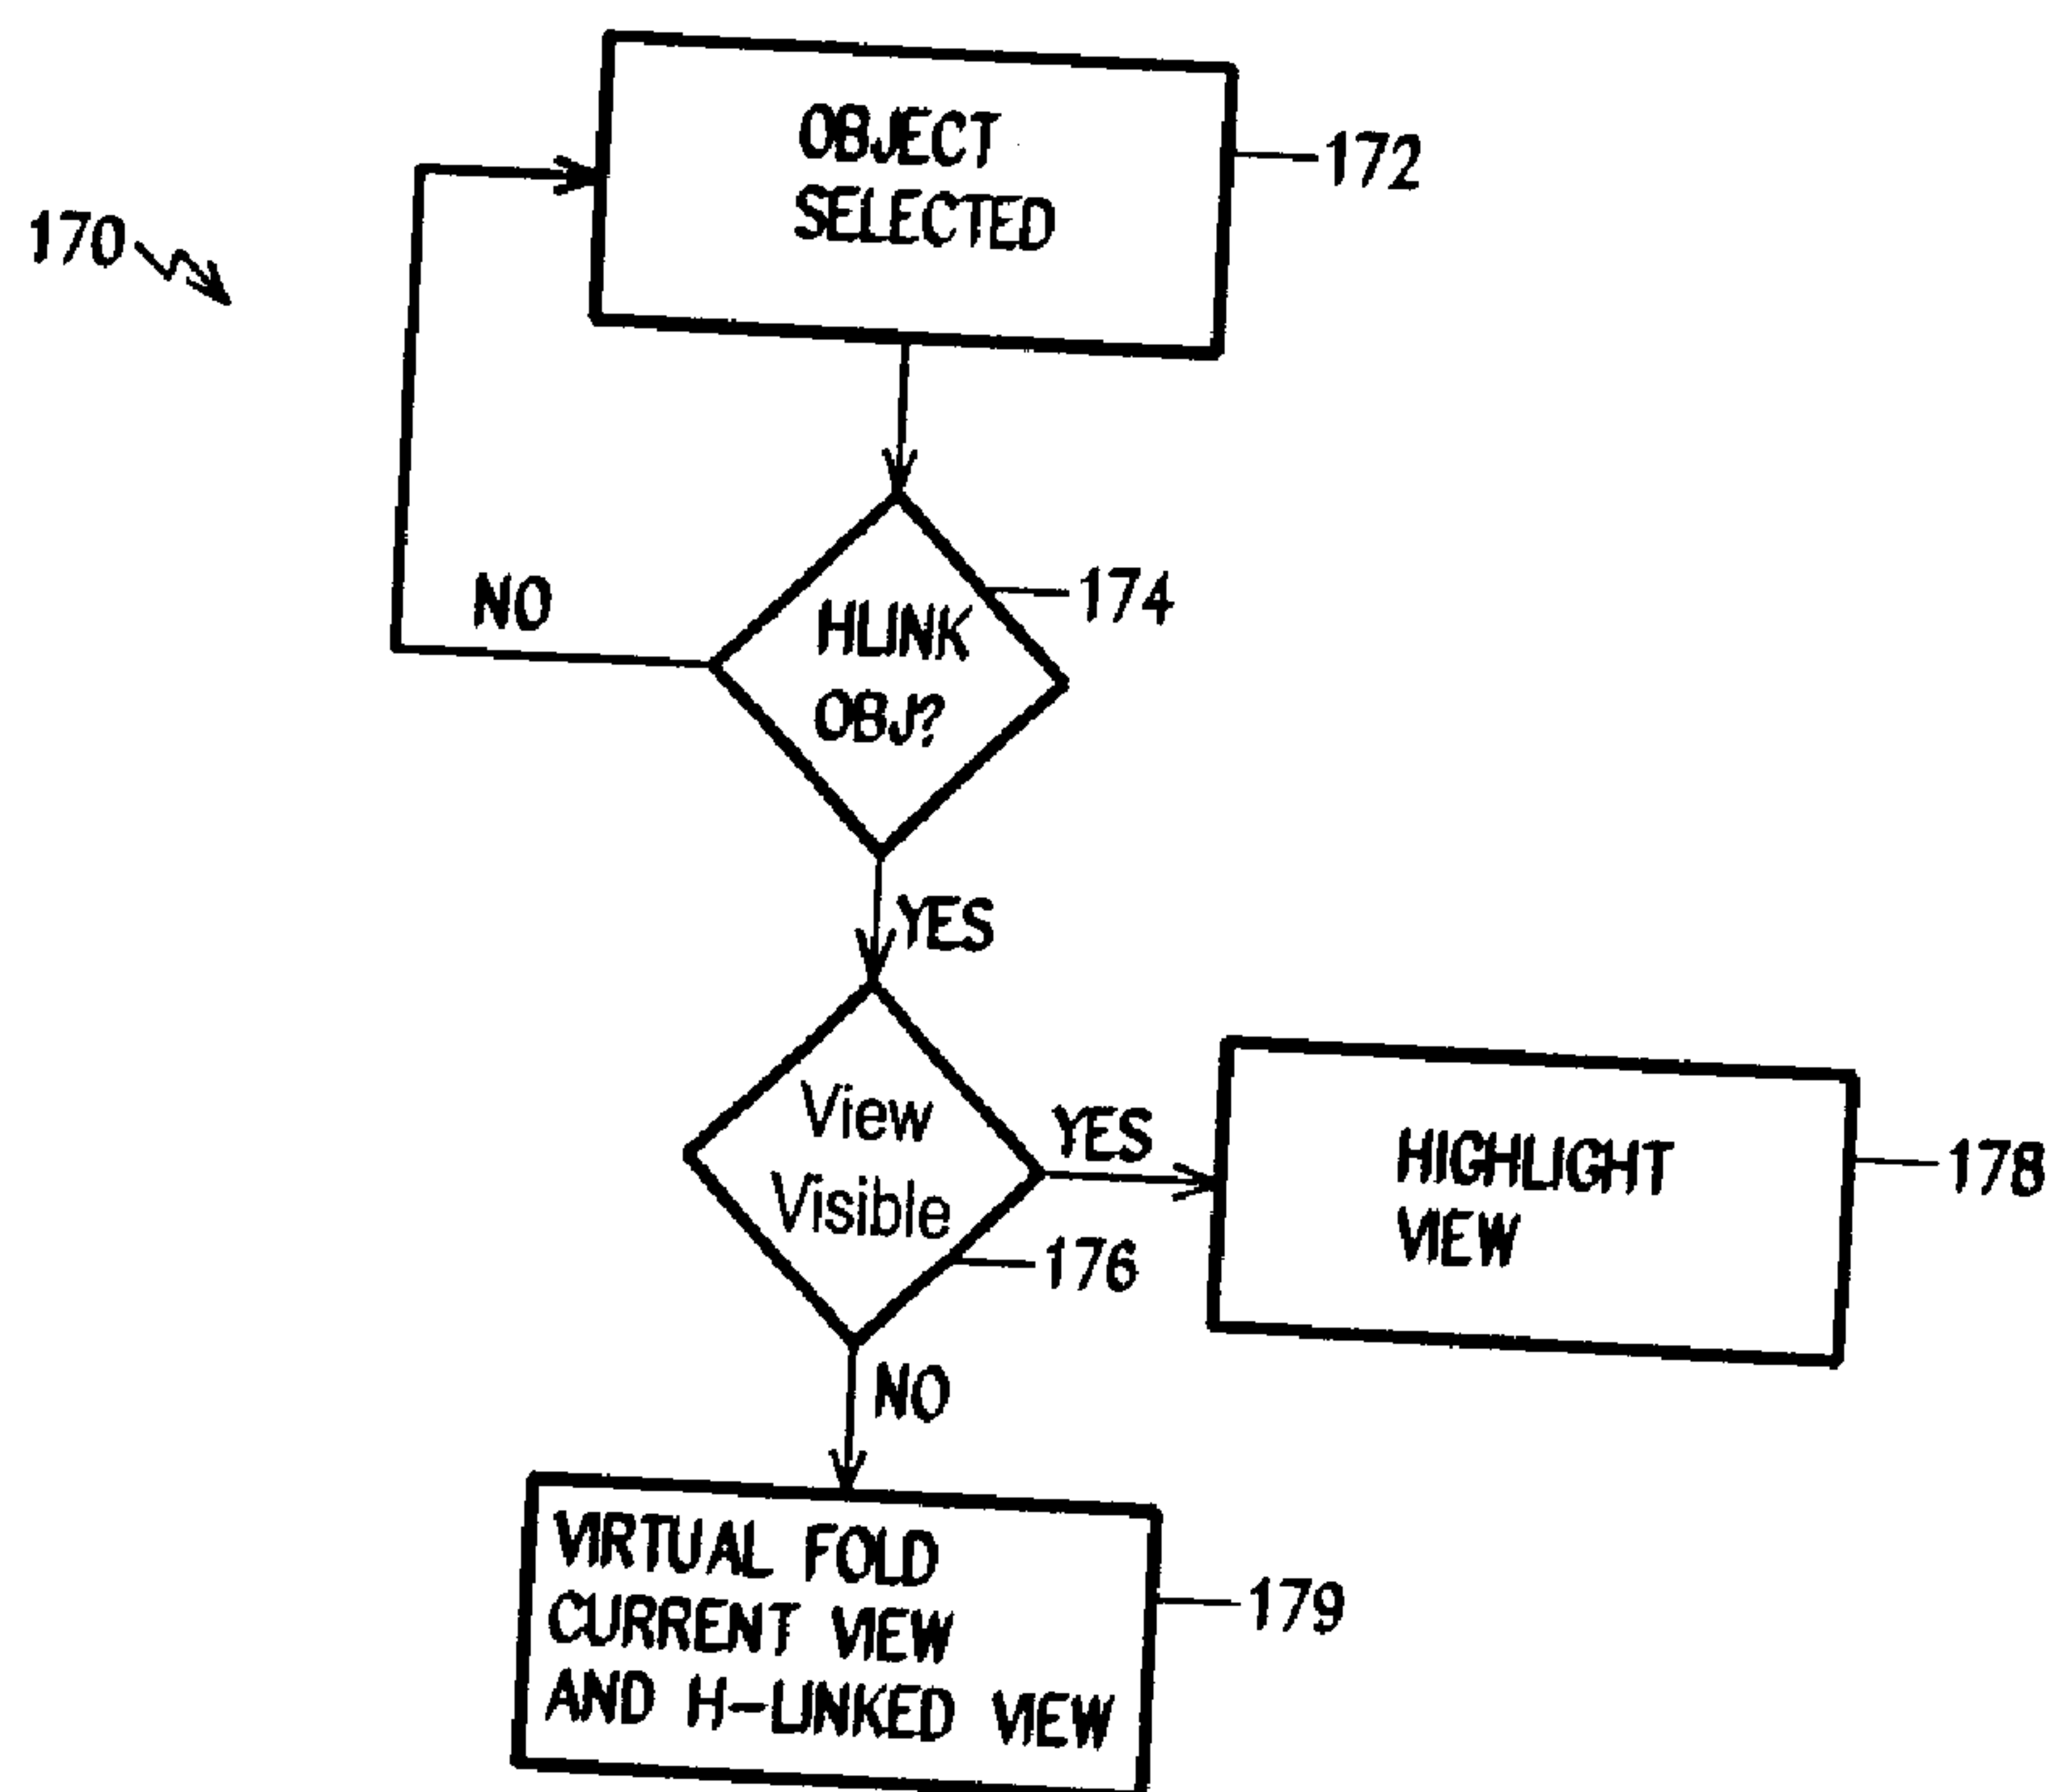 OBJECT
SELECTED
172
170
NO
174
HLINK
OBJ?
YES
View
Visible
YES
176
HIGHLIGHT
VIEW
178
NO
VIRTUAL FOLD
CURRENT VIEW
AND H-LINKED VIEW
179